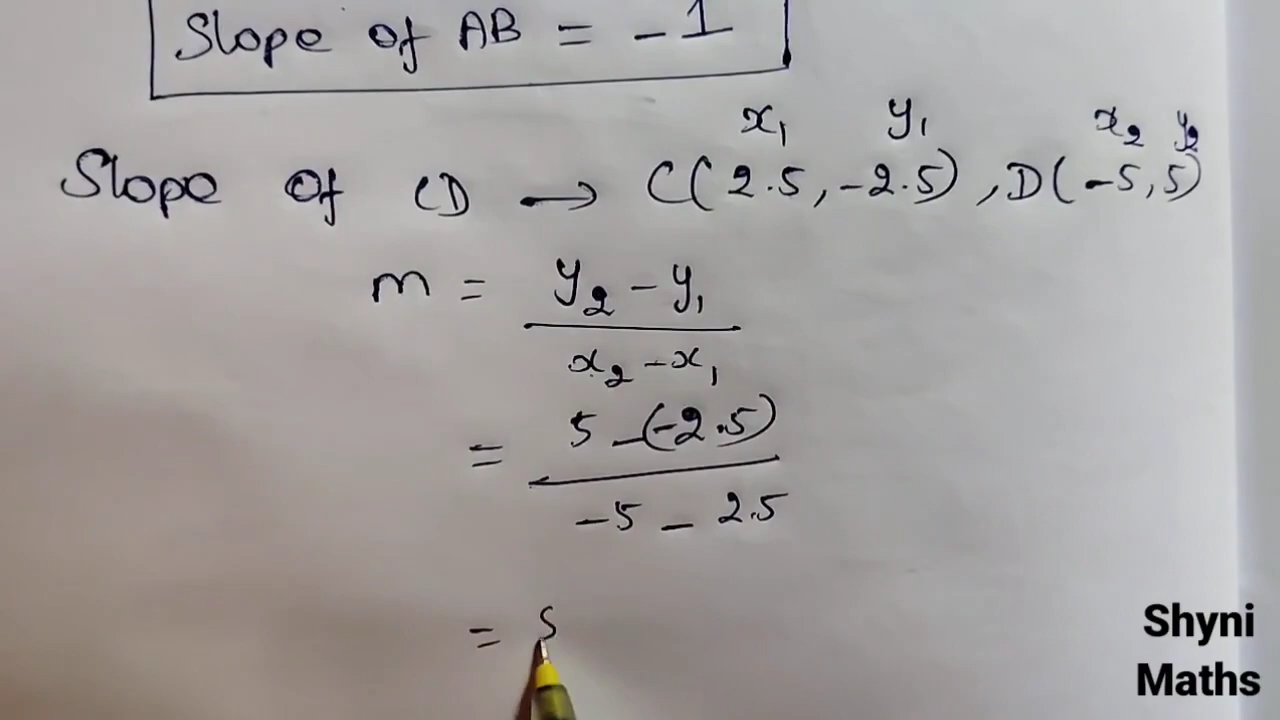 Slope of AB = -1
x₁ y₁ x₂ y₂
Slope of CD → C(2.5, -2.5), D(-5, 5)
m = y₂ - y₁
x₂ - x₁
= 5 - (-2.5)
-5 - 2.5
= 5
Shyni
Maths